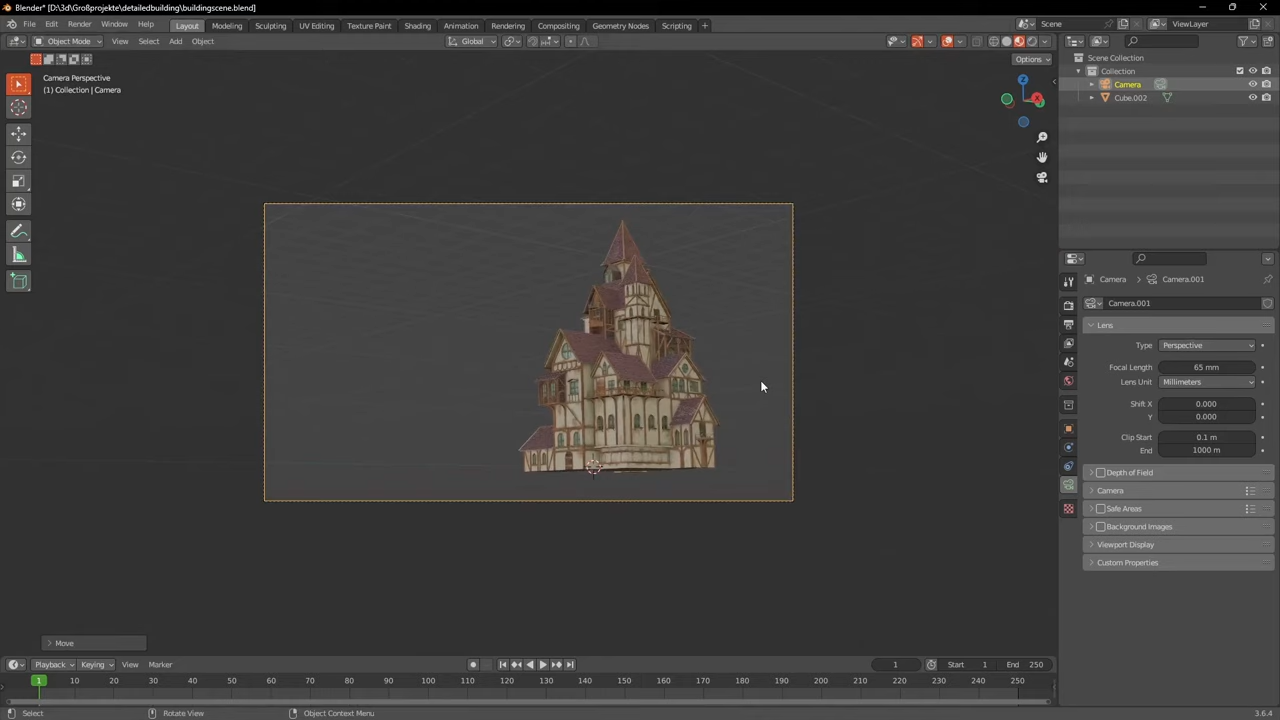 Blender* [D:\3d\Großprojekte\detailedbuilding\buildingscene.blend]
File Edit Render Window Help Layout Modeling Sculpting UV Editing Texture Paint Shading Animation Rendering Compositing Geometry Nodes Scripting + Scene ViewLayer
Object Mode View Select Add Object Global
Options
Camera Perspective
(1) Collection | Camera
Scene Collection
Collection
Camera
Cube.002
Z
X
Camera > Camera.001
Camera.001
Lens
Type Perspective
Focal Length 65 mm
Lens Unit Millimeters
Shift X 0.000
Y 0.000
Clip Start 0.1 m
End 1000 m
Depth of Field
Camera
Safe Areas
Background Images
Viewport Display
Custom Properties
> Move
Playback Keying View Marker 1 Start 1 End 250
1 10 20 30 40 50 60 70 80 90 100 110 120 130 140 150 160 170 180 190 200 210 220 230 240 250
Select Rotate View Object Context Menu 3.6.4